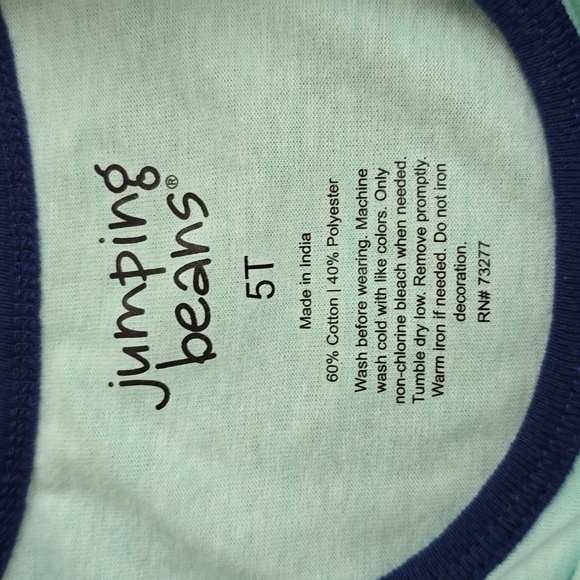 jumping
beans®
5T
Made in India
60% Cotton | 40% Polyester
Wash before wearing. Machine
wash cold with like colors. Only
non-chlorine bleach when needed.
Tumble dry low. Remove promptly.
Warm iron if needed. Do not iron
decoration.
RN# 73277